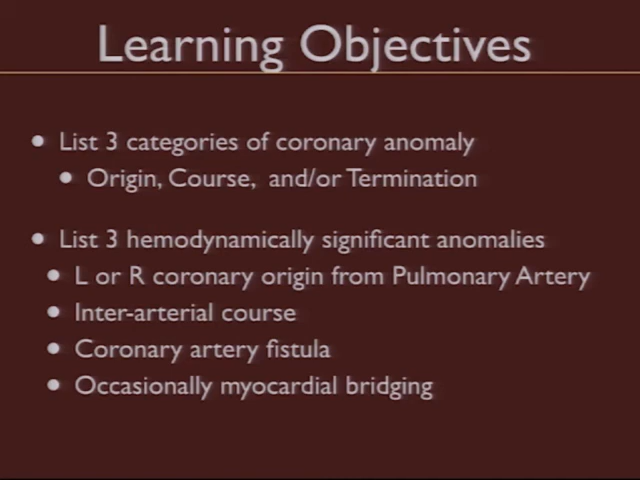 Learning Objectives
• List 3 categories of coronary anomaly
• Origin, Course, and/or Termination
• List 3 hemodynamically significant anomalies
• L or R coronary origin from Pulmonary Artery
• Inter-arterial course
• Coronary artery fistula
• Occasionally myocardial bridging